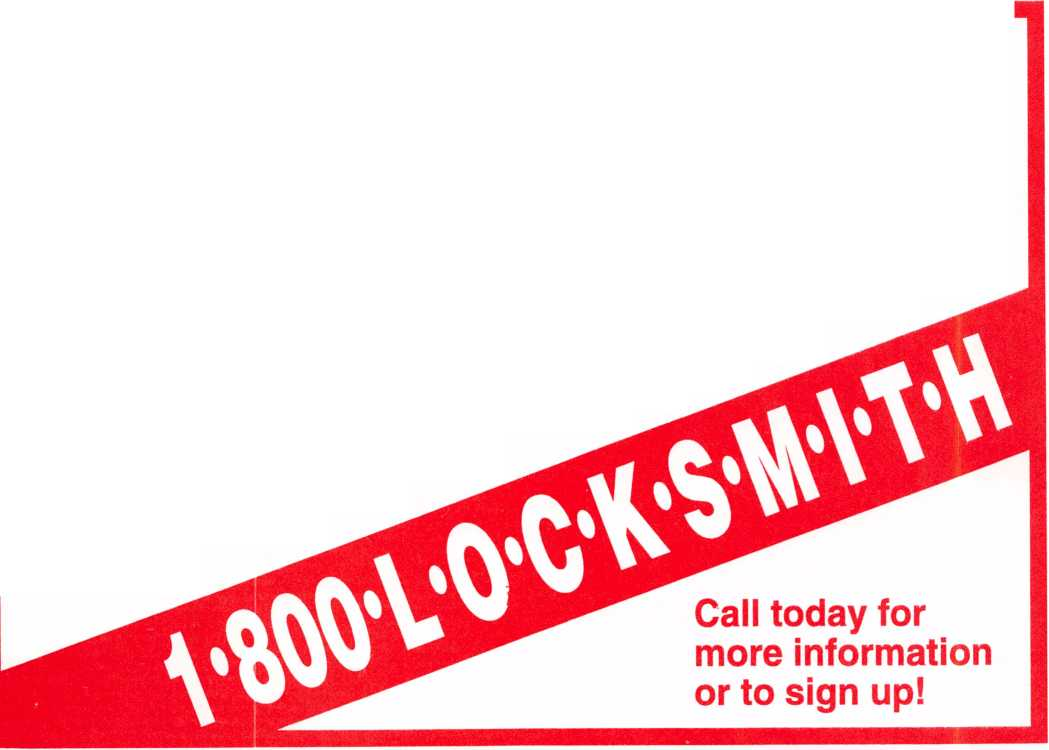 1·800·L·O·C·K·S·M·I·T·H
Call today for
more information
or to sign up!